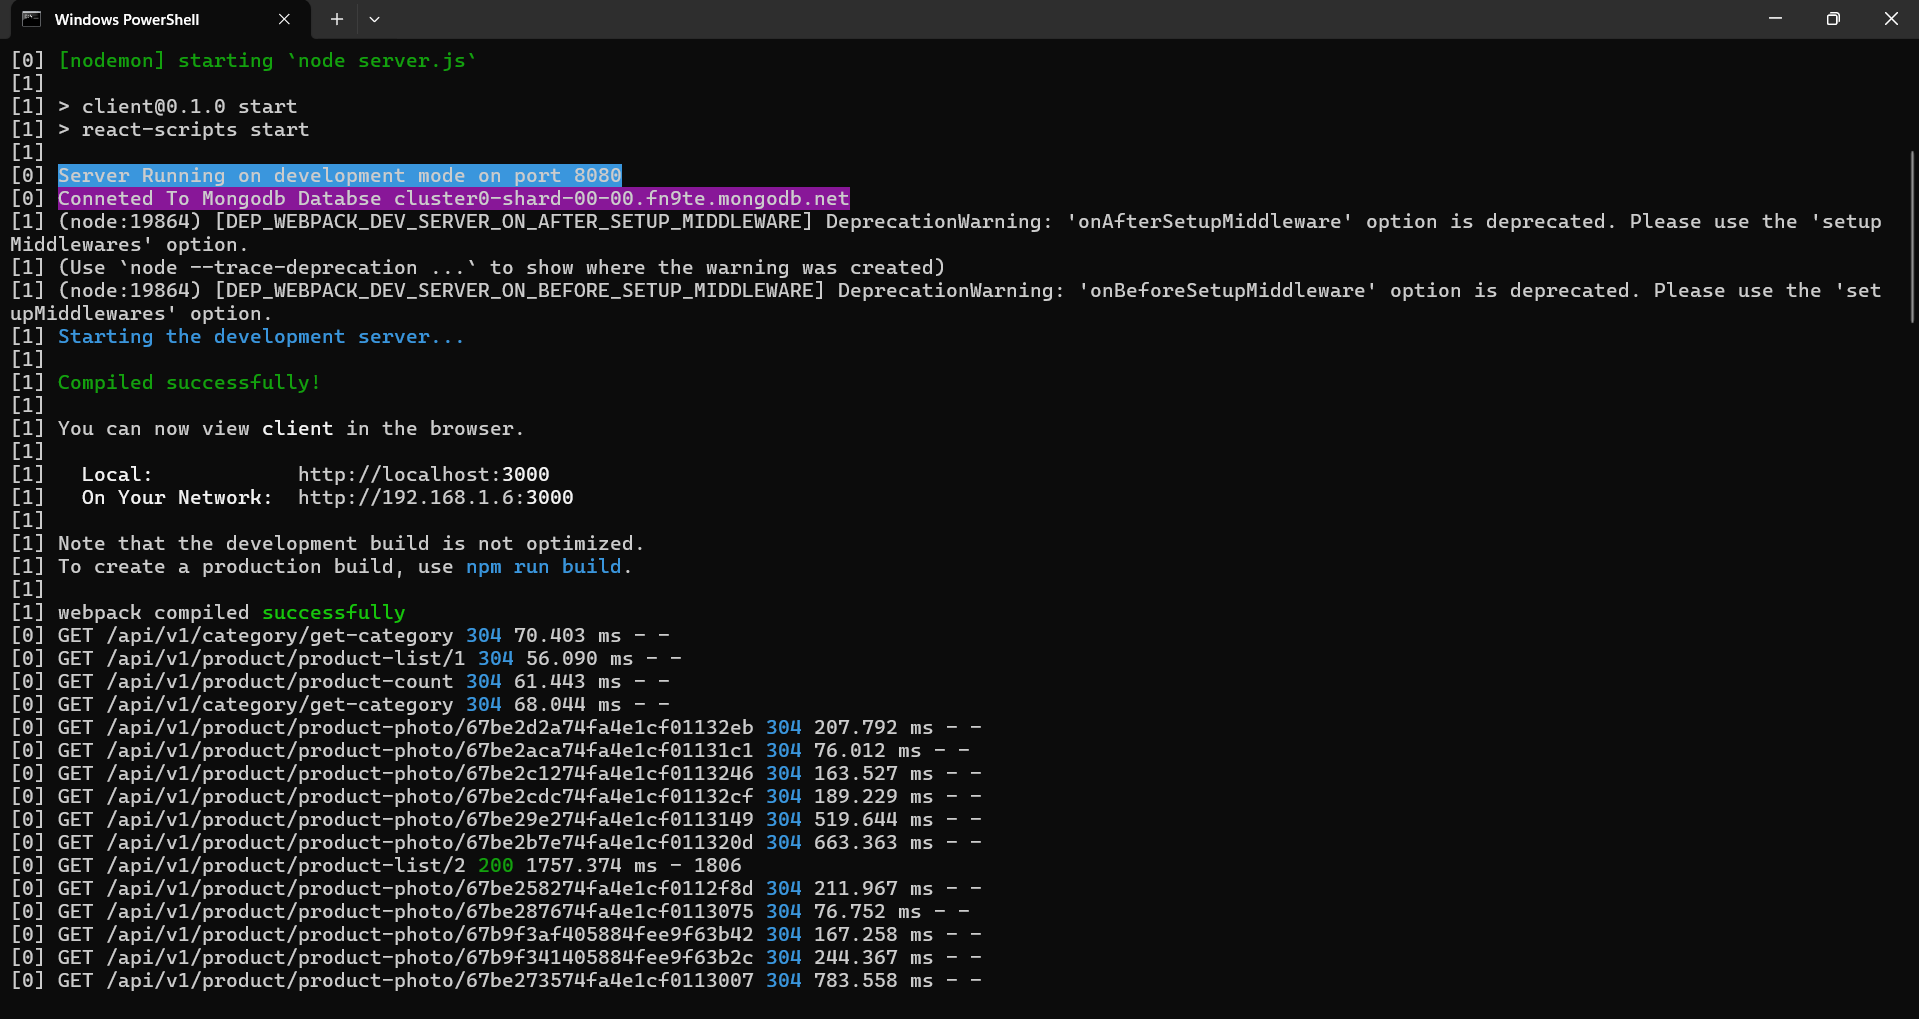 Windows PowerShell
[0] [nodemon] starting `node server.js`
[1]
[1] > client@0.1.0 start
[1] > react-scripts start
[1]
[0] Server Running on development mode on port 8080
[0] Conneted To Mongodb Databse cluster0-shard-00-00.fn9te.mongodb.net
[1] (node:19864) [DEP_WEBPACK_DEV_SERVER_ON_AFTER_SETUP_MIDDLEWARE] DeprecationWarning: 'onAfterSetupMiddleware' option is deprecated. Please use the 'setup
Middlewares' option.
[1] (Use `node --trace-deprecation ...` to show where the warning was created)
[1] (node:19864) [DEP_WEBPACK_DEV_SERVER_ON_BEFORE_SETUP_MIDDLEWARE] DeprecationWarning: 'onBeforeSetupMiddleware' option is deprecated. Please use the 'set
upMiddlewares' option.
[1] Starting the development server...
[1]
[1] Compiled successfully!
[1]
[1] You can now view client in the browser.
[1]
[1]   Local:            http://localhost:3000
[1]   On Your Network:  http://192.168.1.6:3000
[1]
[1] Note that the development build is not optimized.
[1] To create a production build, use npm run build.
[1]
[1] webpack compiled successfully
[0] GET /api/v1/category/get-category 304 70.403 ms - -
[0] GET /api/v1/product/product-list/1 304 56.090 ms - -
[0] GET /api/v1/product/product-count 304 61.443 ms - -
[0] GET /api/v1/category/get-category 304 68.044 ms - -
[0] GET /api/v1/product/product-photo/67be2d2a74fa4e1cf01132eb 304 207.792 ms - -
[0] GET /api/v1/product/product-photo/67be2aca74fa4e1cf01131c1 304 76.012 ms - -
[0] GET /api/v1/product/product-photo/67be2c1274fa4e1cf0113246 304 163.527 ms - -
[0] GET /api/v1/product/product-photo/67be2cdc74fa4e1cf01132cf 304 189.229 ms - -
[0] GET /api/v1/product/product-photo/67be29e274fa4e1cf0113149 304 519.644 ms - -
[0] GET /api/v1/product/product-photo/67be2b7e74fa4e1cf011320d 304 663.363 ms - -
[0] GET /api/v1/product/product-list/2 200 1757.374 ms - 1806
[0] GET /api/v1/product/product-photo/67be258274fa4e1cf0112f8d 304 211.967 ms - -
[0] GET /api/v1/product/product-photo/67be287674fa4e1cf0113075 304 76.752 ms - -
[0] GET /api/v1/product/product-photo/67b9f3af405884fee9f63b42 304 167.258 ms - -
[0] GET /api/v1/product/product-photo/67b9f341405884fee9f63b2c 304 244.367 ms - -
[0] GET /api/v1/product/product-photo/67be273574fa4e1cf0113007 304 783.558 ms - -